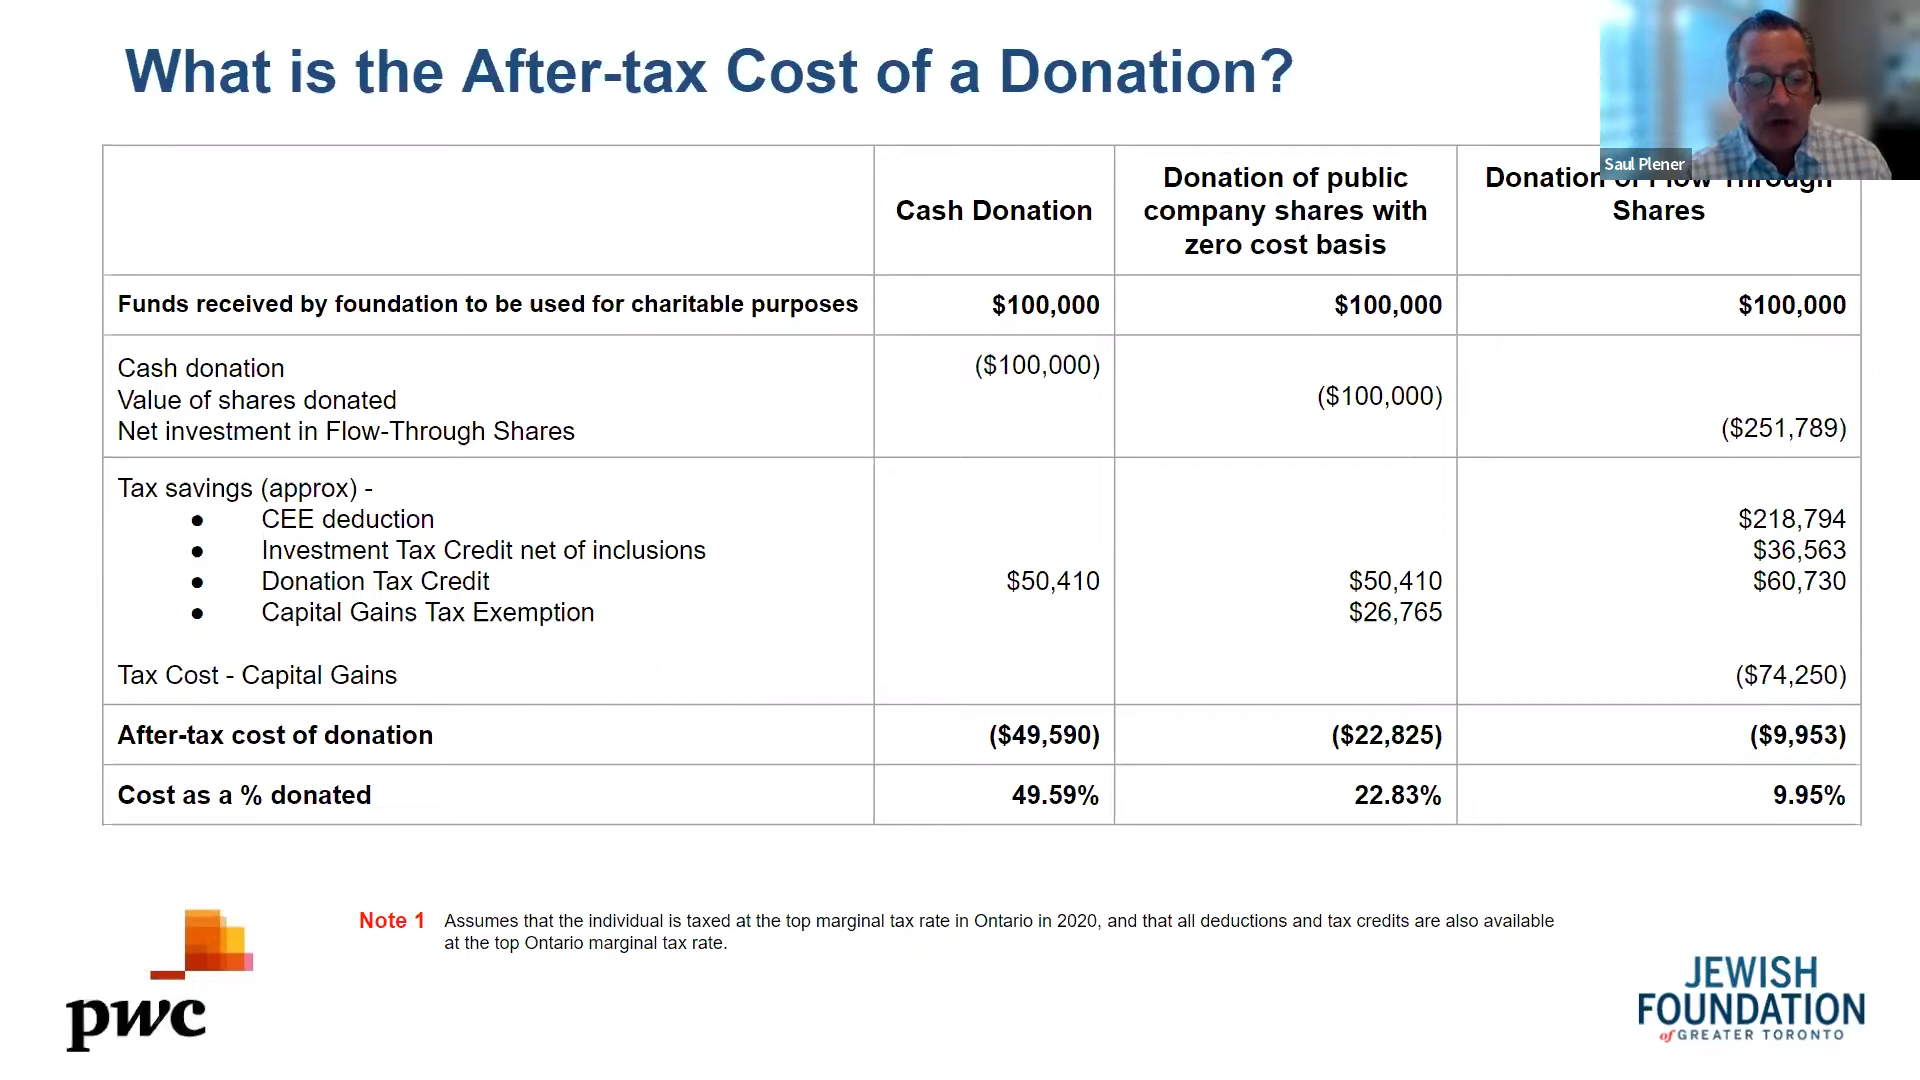 What is the After-tax Cost of a Donation?
Saul Plener
Cash Donation
Donation of public
company shares with
zero cost basis
Donation of Flow-Through
Shares
Funds received by foundation to be used for charitable purposes $100,000 $100,000 $100,000
Cash donation ($100,000)
Value of shares donated ($100,000)
Net investment in Flow-Through Shares ($251,789)
Tax savings (approx) -
● CEE deduction $218,794
● Investment Tax Credit net of inclusions $36,563
● Donation Tax Credit $50,410 $50,410 $60,730
● Capital Gains Tax Exemption $26,765
Tax Cost - Capital Gains ($74,250)
After-tax cost of donation ($49,590) ($22,825) ($9,953)
Cost as a % donated 49.59% 22.83% 9.95%
Note 1 Assumes that the individual is taxed at the top marginal tax rate in Ontario in 2020, and that all deductions and tax credits are also available
at the top Ontario marginal tax rate.
pwc
JEWISH
FOUNDATION
of GREATER TORONTO